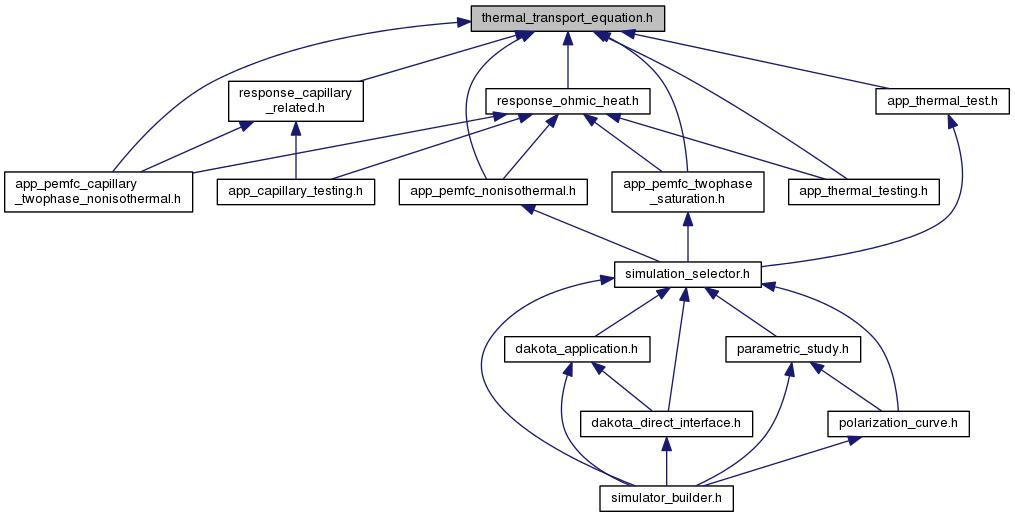 thermal_transport_equation.h
response_capillary
_related.h
response_ohmic_heat.h
app_thermal_test.h
app_pemfc_capillary
_twophase_nonisothermal.h
app_capillary_testing.h
app_pemfc_nonisothermal.h
app_pemfc_twophase
_saturation.h
app_thermal_testing.h
simulation_selector.h
dakota_application.h
parametric_study.h
dakota_direct_interface.h
polarization_curve.h
simulator_builder.h